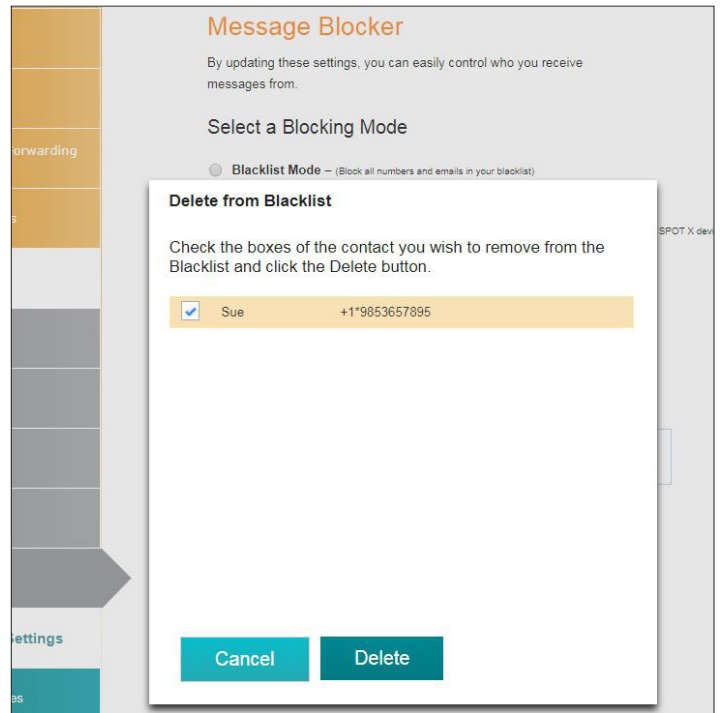 Message Blocker
By updating these settings, you can easily control who you receive
messages from.
Select a Blocking Mode
orwarding
Blacklist Mode – (Block all numbers and emails in your blacklist)
Delete from Blacklist
s
SPOT X dev
Check the boxes of the contact you wish to remove from the
Blacklist and click the Delete button.
Sue +1*9853657895
ettings
Cancel Delete
es